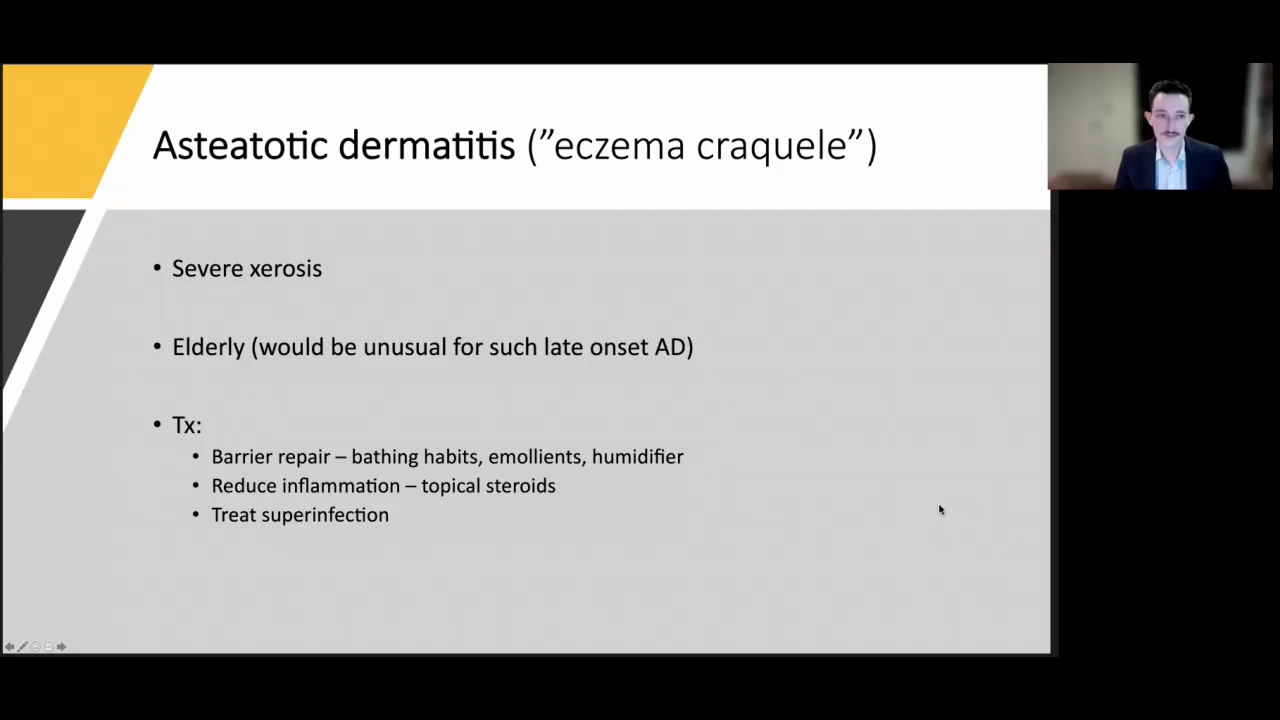 Asteatotic dermatitis (”eczema craquele”)
• Severe xerosis
• Elderly (would be unusual for such late onset AD)
• Tx:
• Barrier repair – bathing habits, emollients, humidifier
• Reduce inflammation – topical steroids
• Treat superinfection